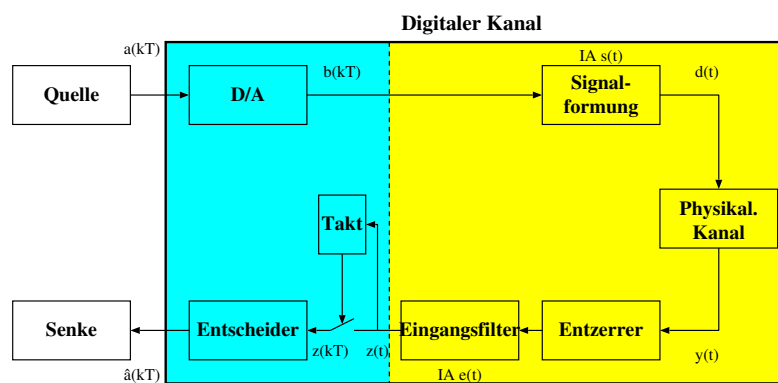 Digitaler Kanal
a(kT)
IA s(t)
b(kT)
d(t)
Quelle
D/A
Signal-
formung
Takt
Physikal.
Kanal
Senke
Entscheider
Eingangsfilter
Entzerrer
z(kT)
z(t)
y(t)
â(kT)
IA e(t)